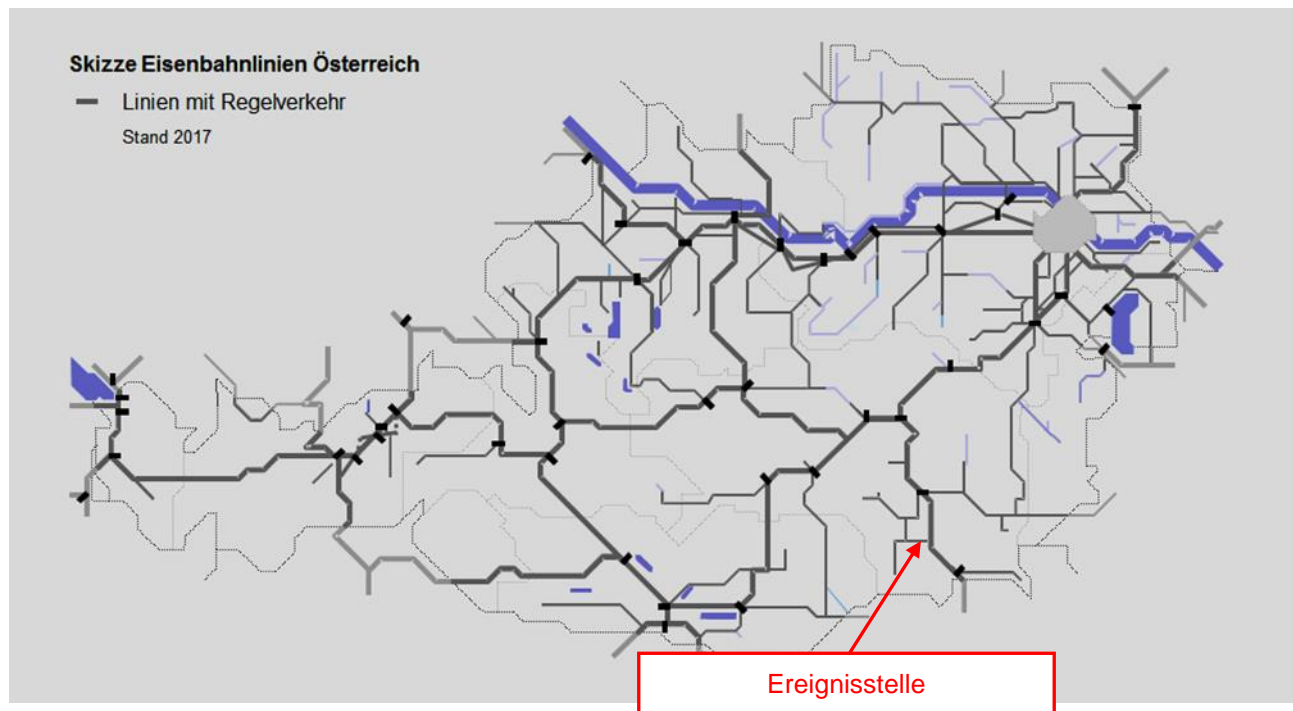 Skizze Eisenbahnlinien Österreich
Linien mit Regelverkehr
Stand 2017
Ereignisstelle